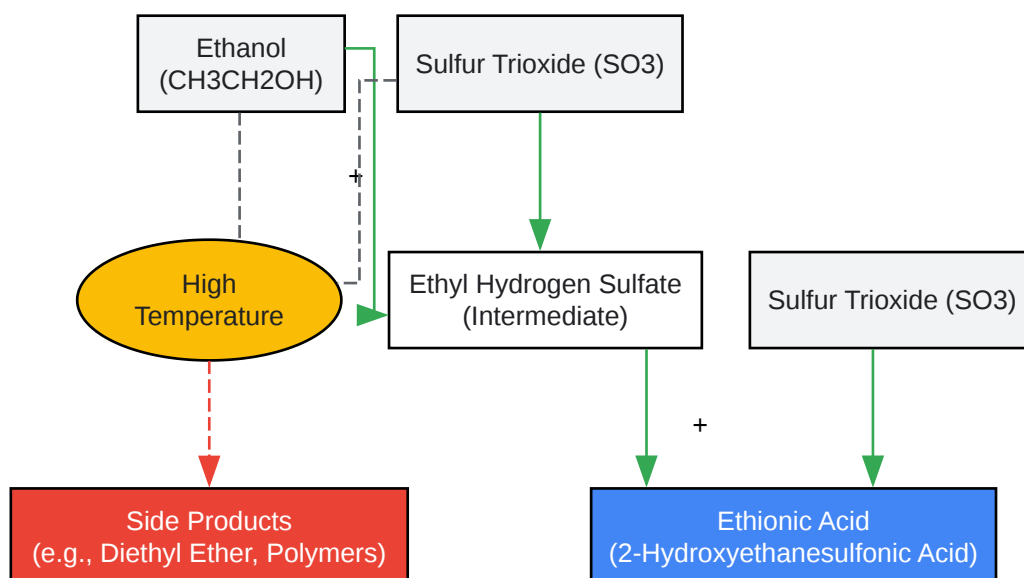 Ethanol
(CH3CH2OH)
Sulfur Trioxide (SO3)
+
High
Temperature
Ethyl Hydrogen Sulfate
(Intermediate)
Sulfur Trioxide (SO3)
+
Side Products
(e.g., Diethyl Ether, Polymers)
Ethionic Acid
(2-Hydroxyethanesulfonic Acid)